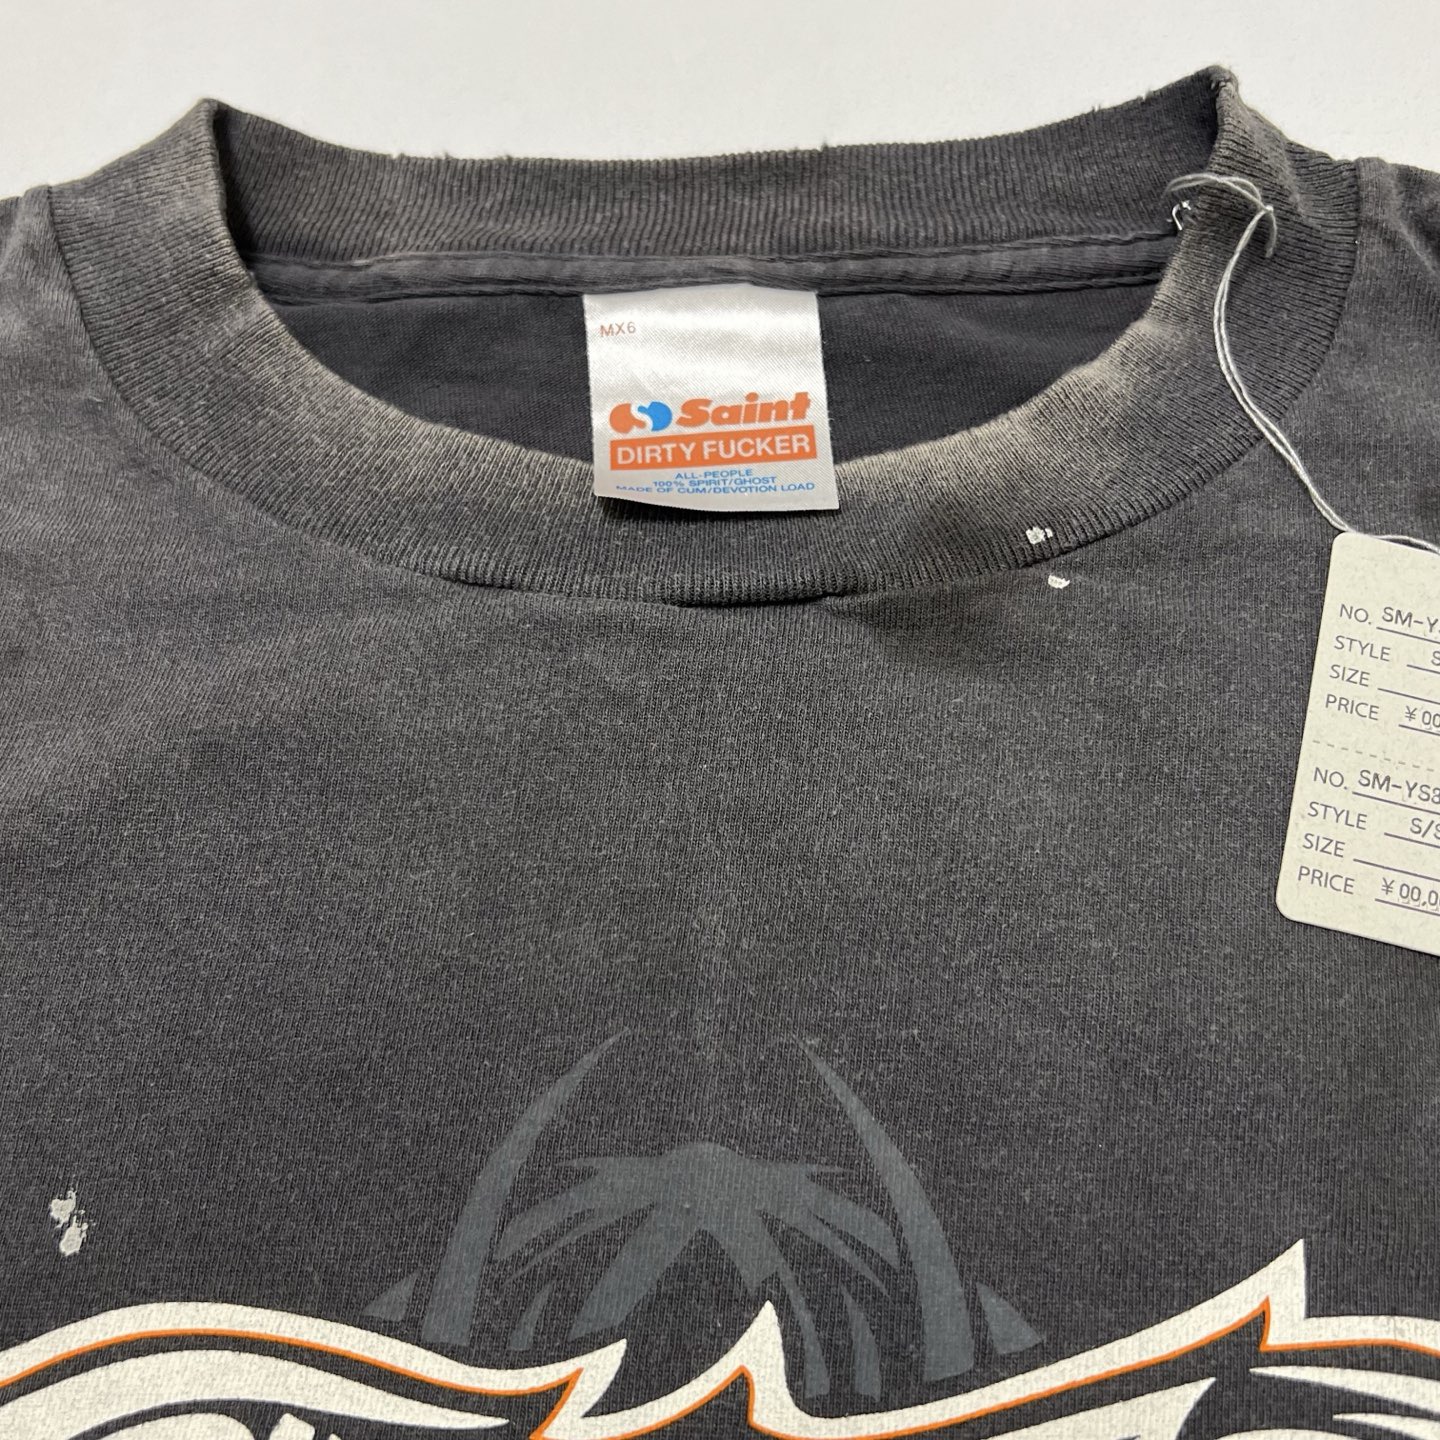 MX6
Saint
DIRTY FUCKER
ALL-PEOPLE
100% SPIRIT/GHOST
MADE OF CUM/DEVOTION LOAD
NO. SM-Y
STYLE S
SIZE
PRICE ¥00
NO. SM-YS8
STYLE S/S
SIZE
PRICE ¥00,0